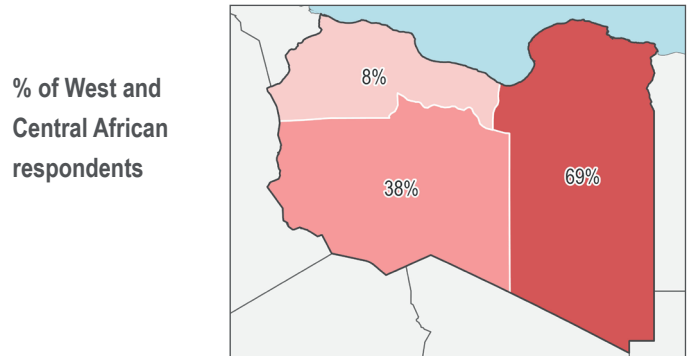 % of West and
Central African
respondents
8%
38%
69%